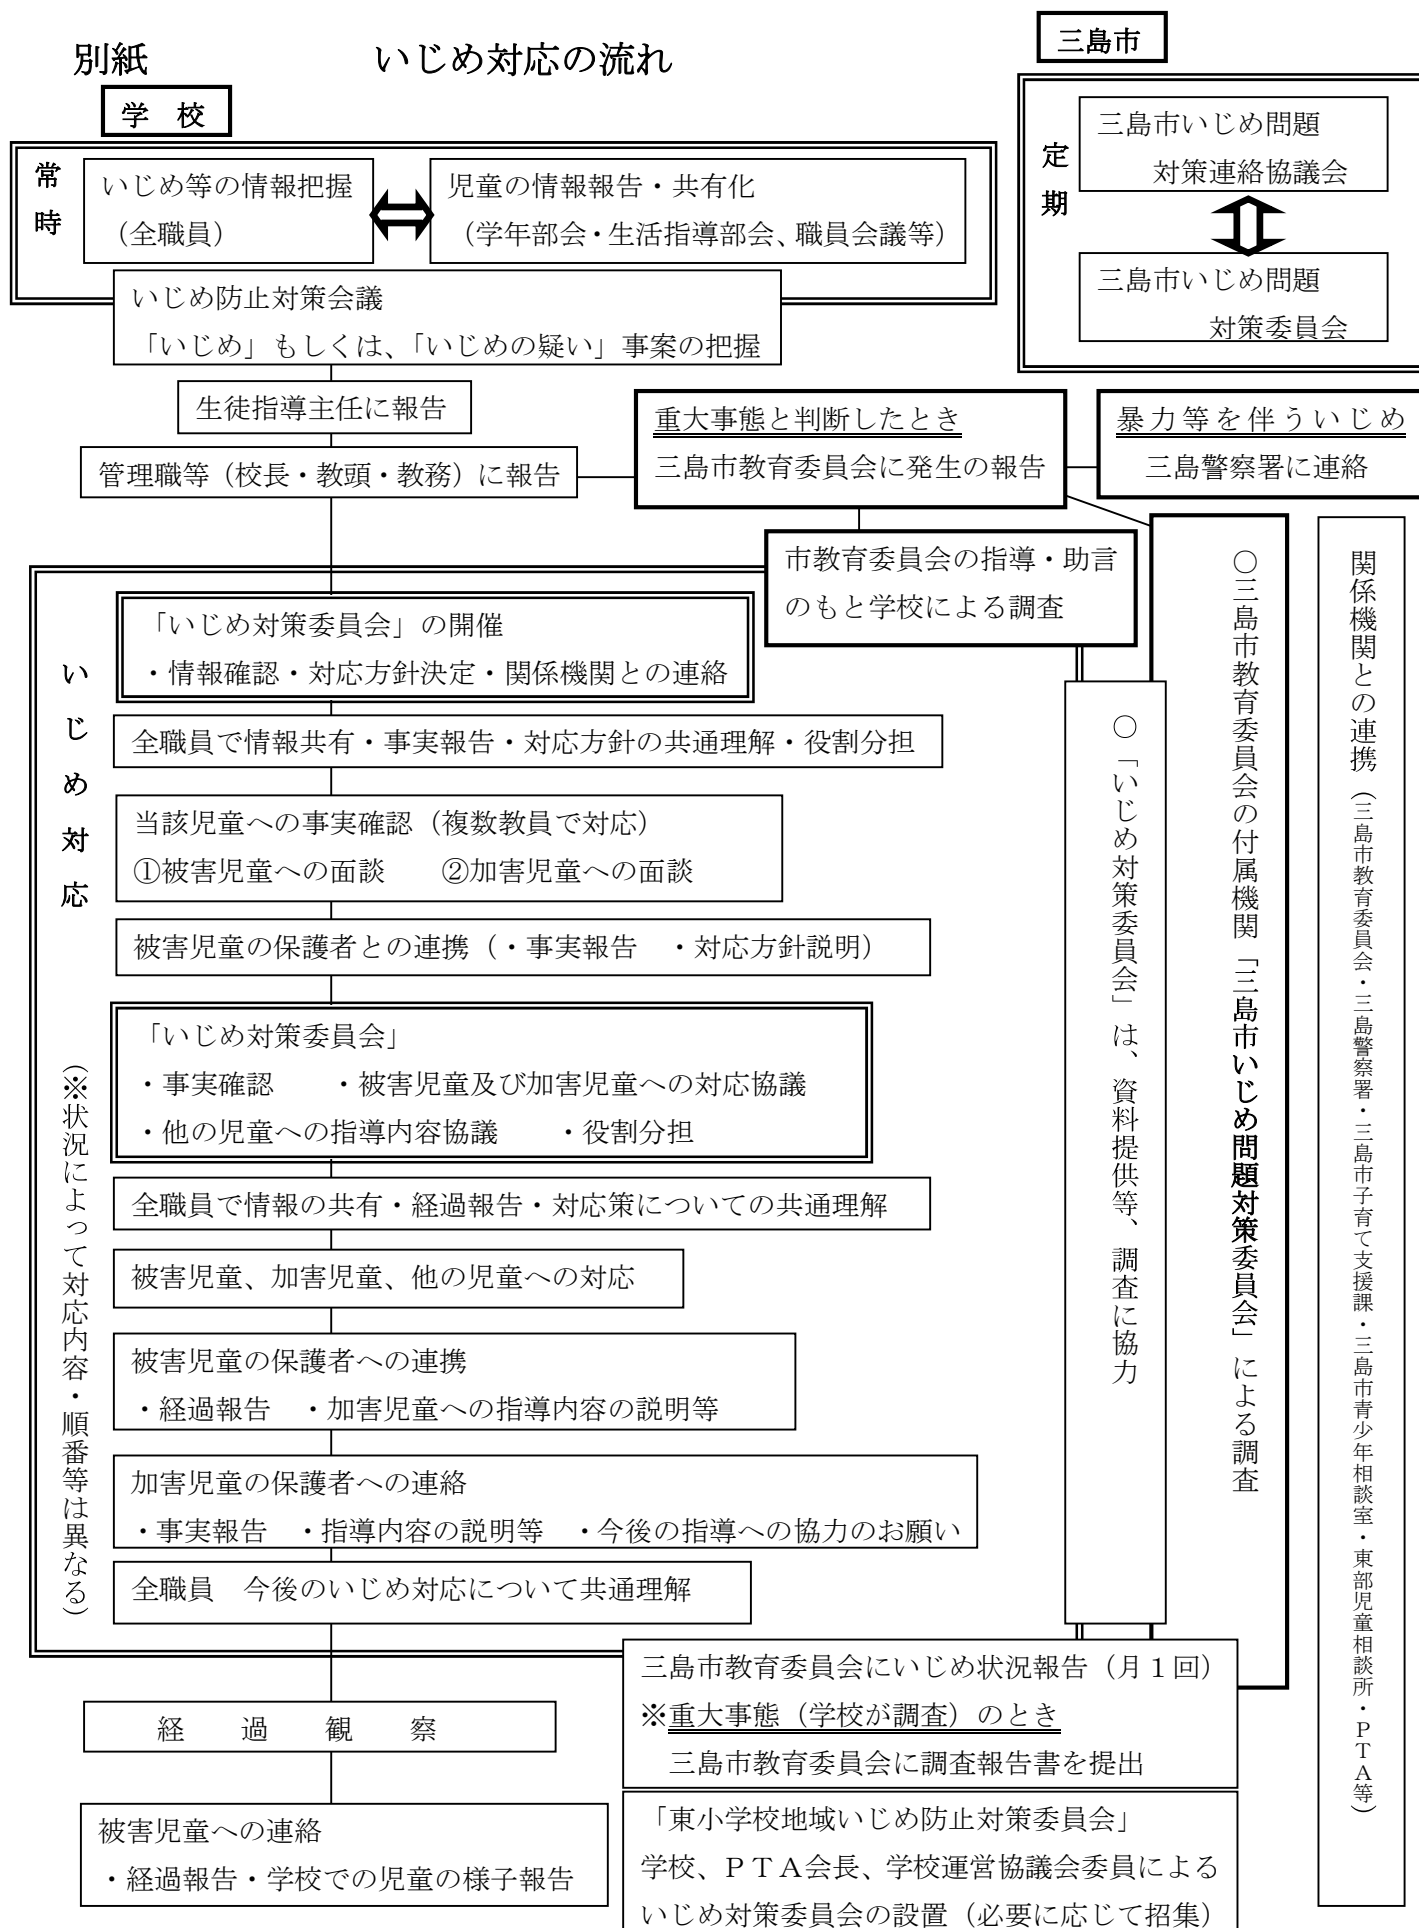 別紙
いじめ対応の流れ
三島市
学　校
常時
いじめ等の情報把握
（全職員）
児童の情報報告・共有化
（学年部会・生活指導部会、職員会議等）
定期
三島市いじめ問題
対策連絡協議会
三島市いじめ問題
対策委員会
いじめ防止対策会議
「いじめ」もしくは、「いじめの疑い」事案の把握
生徒指導主任に報告
管理職等（校長・教頭・教務）に報告
重大事態と判断したとき
三島市教育委員会に発生の報告
暴力等を伴ういじめ
三島警察署に連絡
市教育委員会の指導・助言
のもと学校による調査
いじめ対応
（※状況によって対応内容・順番等は異なる）
「いじめ対策委員会」の開催
・情報確認・対応方針決定・関係機関との連絡
全職員で情報共有・事実報告・対応方針の共通理解・役割分担
当該児童への事実確認（複数教員で対応）
①被害児童への面談　　②加害児童への面談
被害児童の保護者との連携（・事実報告　・対応方針説明）
「いじめ対策委員会」
・事実確認　　・被害児童及び加害児童への対応協議
・他の児童への指導内容協議　　・役割分担
全職員で情報の共有・経過報告・対応策についての共通理解
被害児童、加害児童、他の児童への対応
被害児童の保護者への連携
・経過報告　・加害児童への指導内容の説明等
加害児童の保護者への連絡
・事実報告　・指導内容の説明等　・今後の指導への協力のお願い
全職員　今後のいじめ対応について共通理解
○「いじめ対策委員会」は、資料提供等、調査に協力
○三島市教育委員会の付属機関「三島市いじめ問題対策委員会」による調査
関係機関との連携（三島市教育委員会・三島警察署・三島市子育て支援課・三島市青少年相談室・東部児童相談所・ＰＴＡ等）
経　過　観　察
被害児童への連絡
・経過報告・学校での児童の様子報告
三島市教育委員会にいじめ状況報告（月１回）
※重大事態（学校が調査）のとき
三島市教育委員会に調査報告書を提出
「東小学校地域いじめ防止対策委員会」
学校、ＰＴＡ会長、学校運営協議会委員による
いじめ対策委員会の設置（必要に応じて招集）